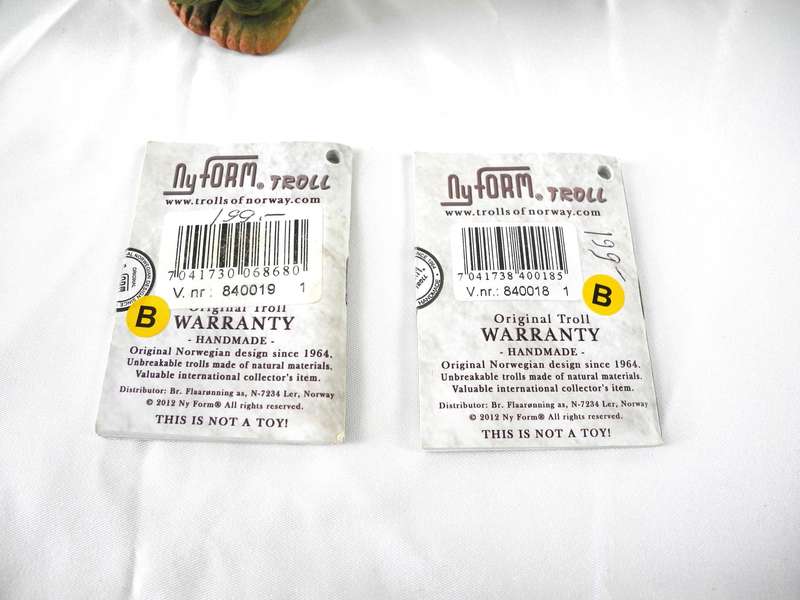 NyFORM® TROLL
www.trollsofnorway.com
199,-
7 041730 068680
V. nr.: 840019 1
B
Original Troll
WARRANTY
- HANDMADE -
Original Norwegian design since 1964.
Unbreakable trolls made of natural materials.
Valuable international collector's item.
Distributor: Br. Flaarønning as, N-7234 Ler, Norway
© 2012 Ny Form® All rights reserved.
THIS IS NOT A TOY!
NyFORM® TROLL
www.trollsofnorway.com
199,-
7 041738 400185
V.nr.: 840018 1
B
Original Troll
WARRANTY
- HANDMADE -
Original Norwegian design since 1964.
Unbreakable trolls made of natural materials.
Valuable international collector's item.
Distributor: Br. Flaarønning as, N-7234 Ler, Norway
© 2012 Ny Form® All rights reserved.
THIS IS NOT A TOY!